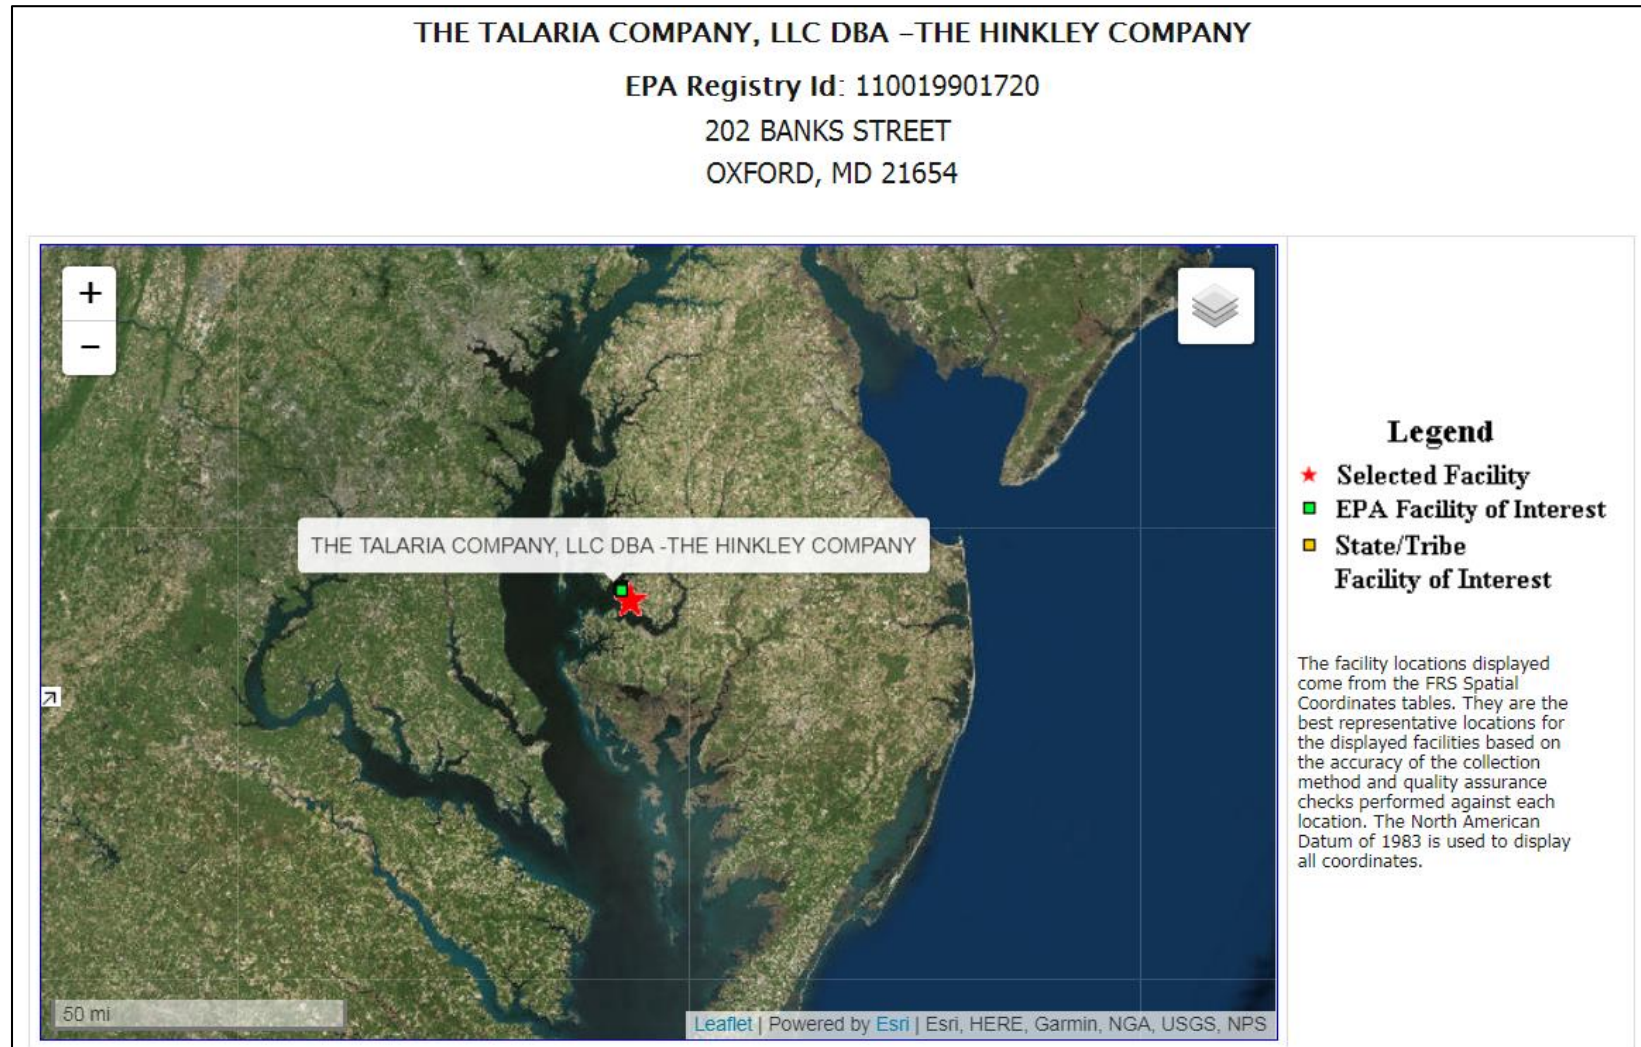 THE TALARIA COMPANY, LLC DBA –THE HINKLEY COMPANY
EPA Registry Id: 110019901720
202 BANKS STREET
OXFORD, MD 21654
+
−
THE TALARIA COMPANY, LLC DBA -THE HINKLEY COMPANY
50 mi
Leaflet | Powered by Esri | Esri, HERE, Garmin, NGA, USGS, NPS
Legend
Selected Facility
EPA Facility of Interest
State/Tribe
Facility of Interest
The facility locations displayed
come from the FRS Spatial
Coordinates tables. They are the
best representative locations for
the displayed facilities based on
the accuracy of the collection
method and quality assurance
checks performed against each
location. The North American
Datum of 1983 is used to display
all coordinates.